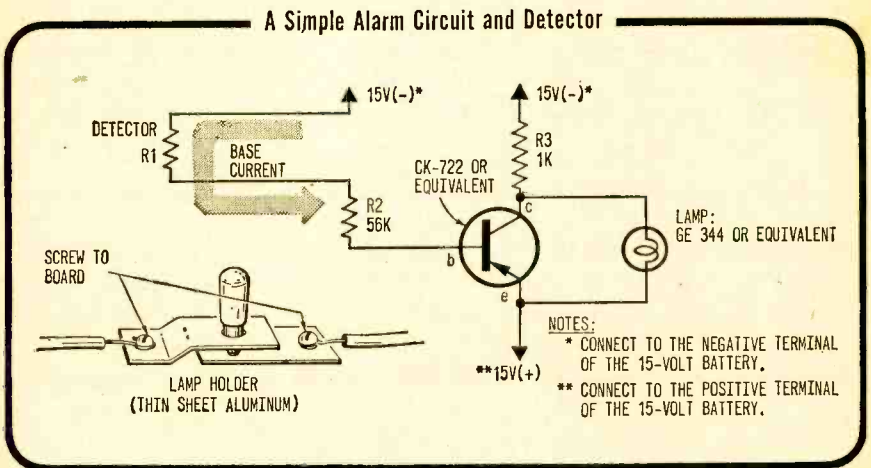 A Simple Alarm Circuit and Detector
15V(-)*
15V(-)*
DETECTOR
R1
BASE
CURRENT
R3
1K
CK-722 OR
EQUIVALENT
R2
56K
c
b
e
LAMP:
GE 344 OR EQUIVALENT
SCREW TO
BOARD
LAMP HOLDER
(THIN SHEET ALUMINUM)
**15V(+)
NOTES:
* CONNECT TO THE NEGATIVE TERMINAL
OF THE 15-VOLT BATTERY.
** CONNECT TO THE POSITIVE TERMINAL
OF THE 15-VOLT BATTERY.